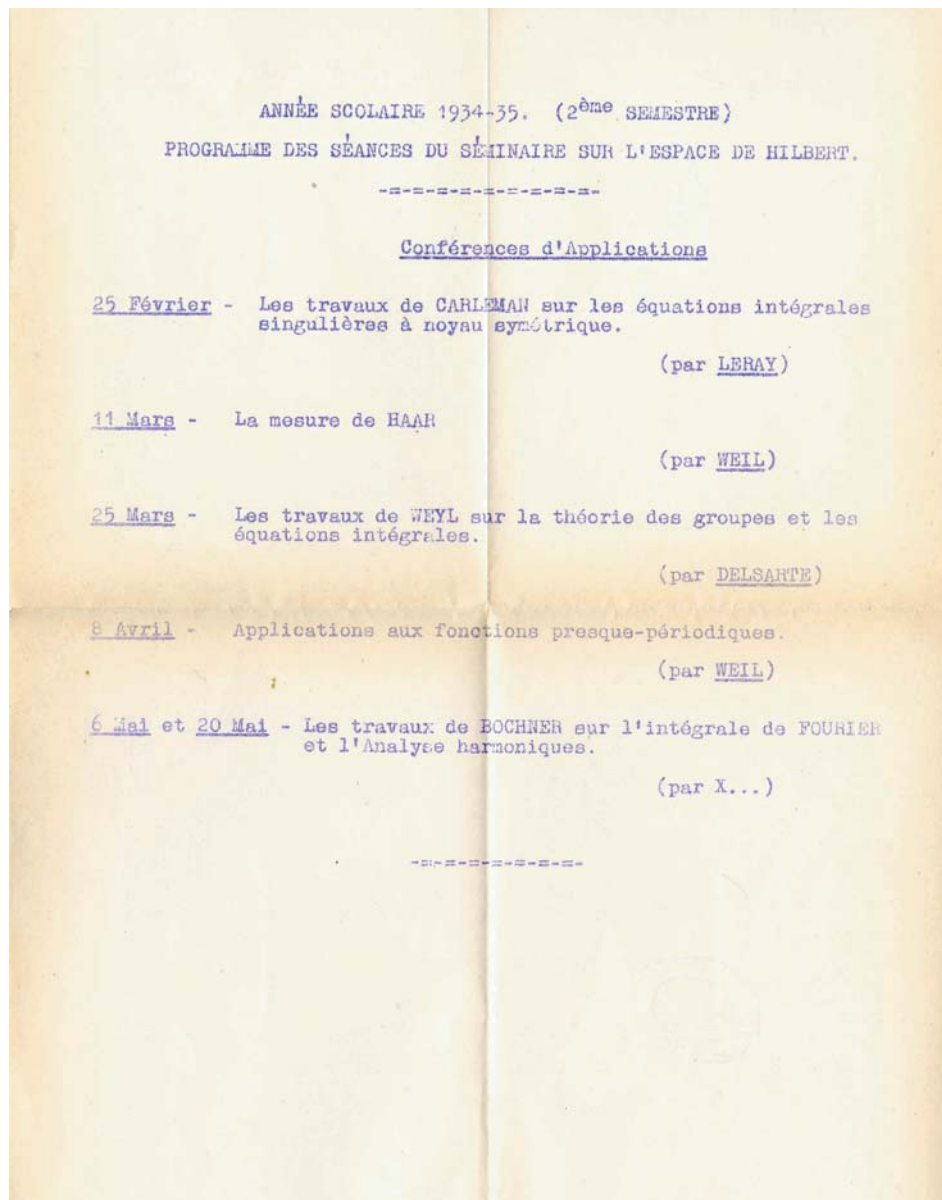 ANNÉE SCOLAIRE 1934-35. (2ème SEMESTRE)
PROGRAMME DES SÉANCES DU SÉMINAIRE SUR L'ESPACE DE HILBERT.
-=-=-=-=-=-=-=-=-=-
Conférences d'Applications
25 Février - Les travaux de CARLEMAN sur les équations intégrales
singulières à noyau symétrique.
(par LERAY)
11 Mars - La mesure de HAAR
(par WEIL)
25 Mars - Les travaux de WEYL sur la théorie des groupes et les
équations intégrales.
(par DELSARTE)
8 Avril - Applications aux fonctions presque-périodiques.
(par WEIL)
6 Mai et 20 Mai - Les travaux de BOCHNER sur l'intégrale de FOURIER
et l'Analyse harmoniques.
(par X...)
-=-=-=-=-=-=-=-